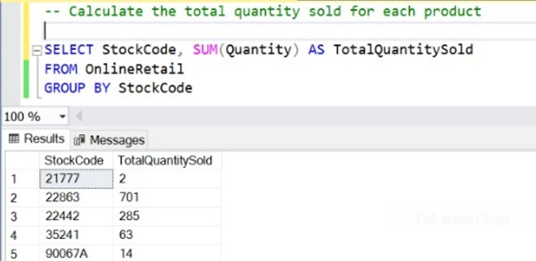 -- Calculate the total quantity sold for each product
SELECT StockCode, SUM(Quantity) AS TotalQuantitySold
FROM OnlineRetail
GROUP BY StockCode
100 %
Results Messages
StockCode TotalQuantitySold
1 21777 2
2 22863 701
3 22442 285
Full-screen Snip
4 35241 63
5 90067A 14